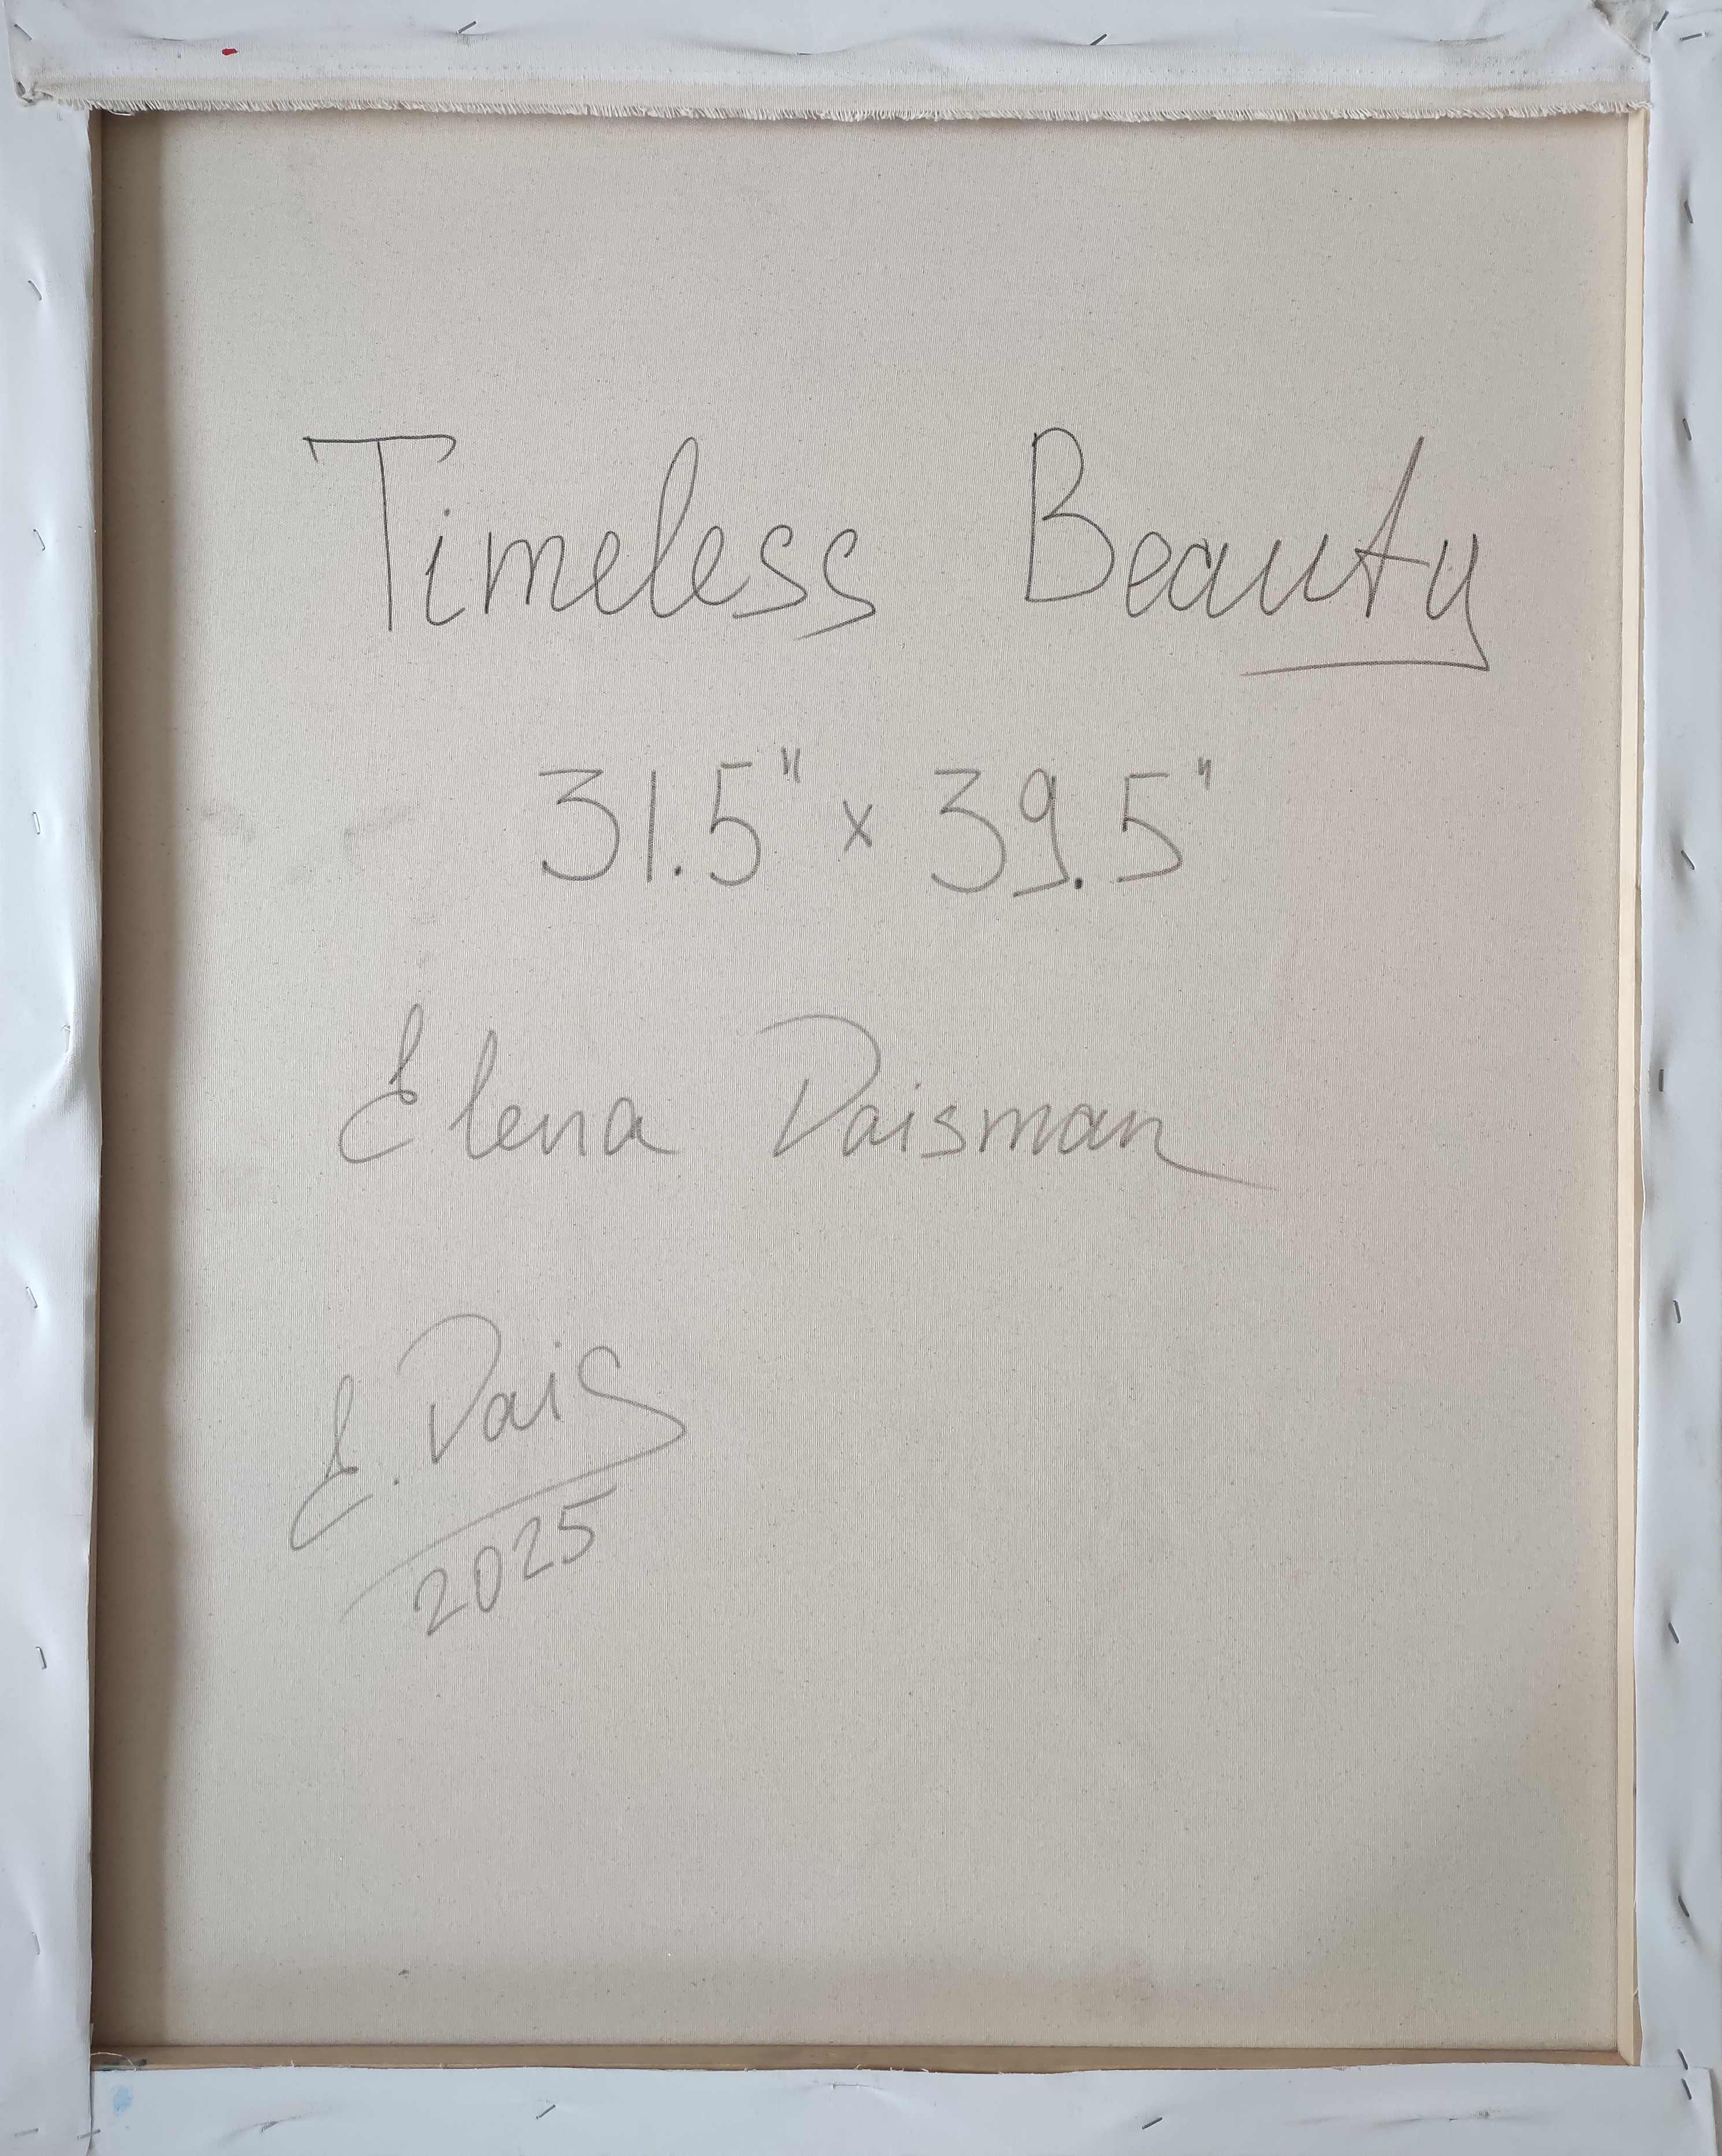 Timeless Beauty
31.5" x 39.5"
Elena Daisman
E. Dais
2025